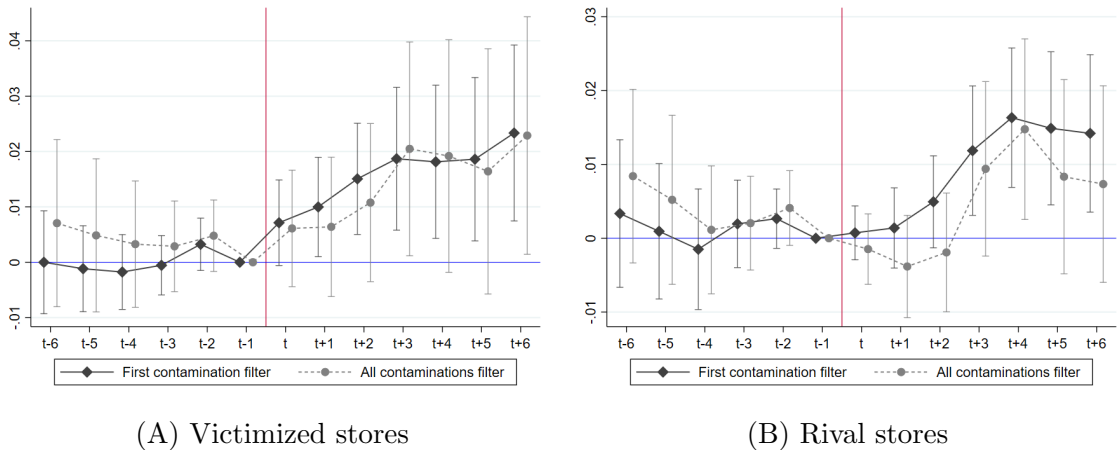 .04
.03
.02
.01
0
-.01
t-6 t-5 t-4 t-3 t-2 t-1 t t+1 t+2 t+3 t+4 t+5 t+6
First contamination filter All contaminations filter
(A) Victimized stores
.03
.02
.01
0
-.01
t-6 t-5 t-4 t-3 t-2 t-1 t t+1 t+2 t+3 t+4 t+5 t+6
First contamination filter All contaminations filter
(B) Rival stores